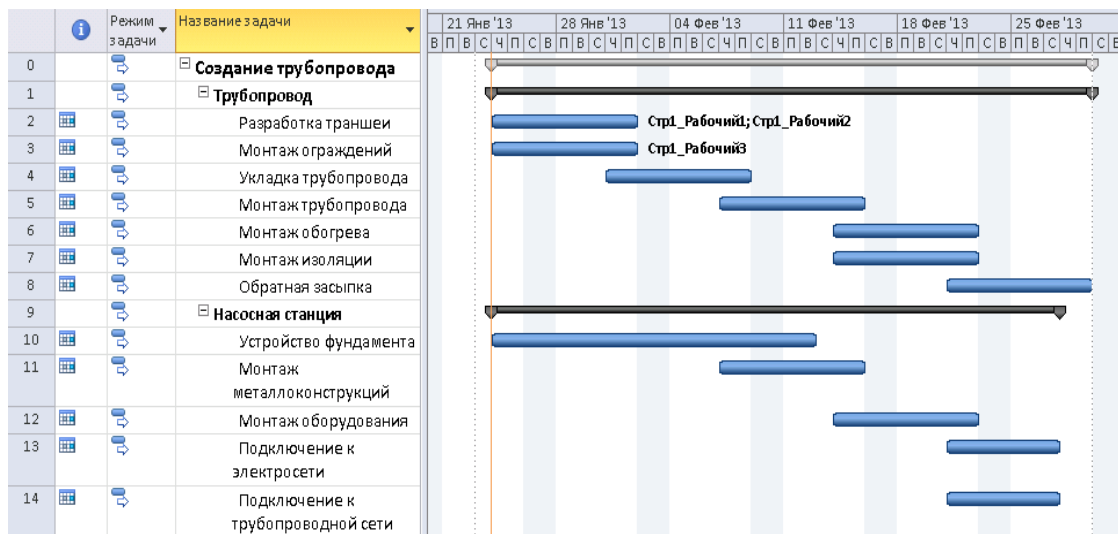 Режим задачи Название задачи 21 Янв '13 28 Янв '13 04 Фев '13 11 Фев '13 18 Фев '13 25 Фев '13
В П В С Ч П С В П В С Ч П С В П В С Ч П С В П В С Ч П С В П В С Ч П С В П В С Ч П С В
0 Создание трубопровода
1 Трубопровод
2 Разработка траншеи Стр1_Рабочий1; Стр1_Рабочий2
3 Монтаж ограждений Стр1_Рабочий3
4 Укладка трубопровода
5 Монтаж трубопровода
6 Монтаж обогрева
7 Монтаж изоляции
8 Обратная засыпка
9 Насосная станция
10 Устройство фундамента
11 Монтаж
металлоконструкций
12 Монтаж оборудования
13 Подключение к
электросети
14 Подключение к
трубопроводной сети